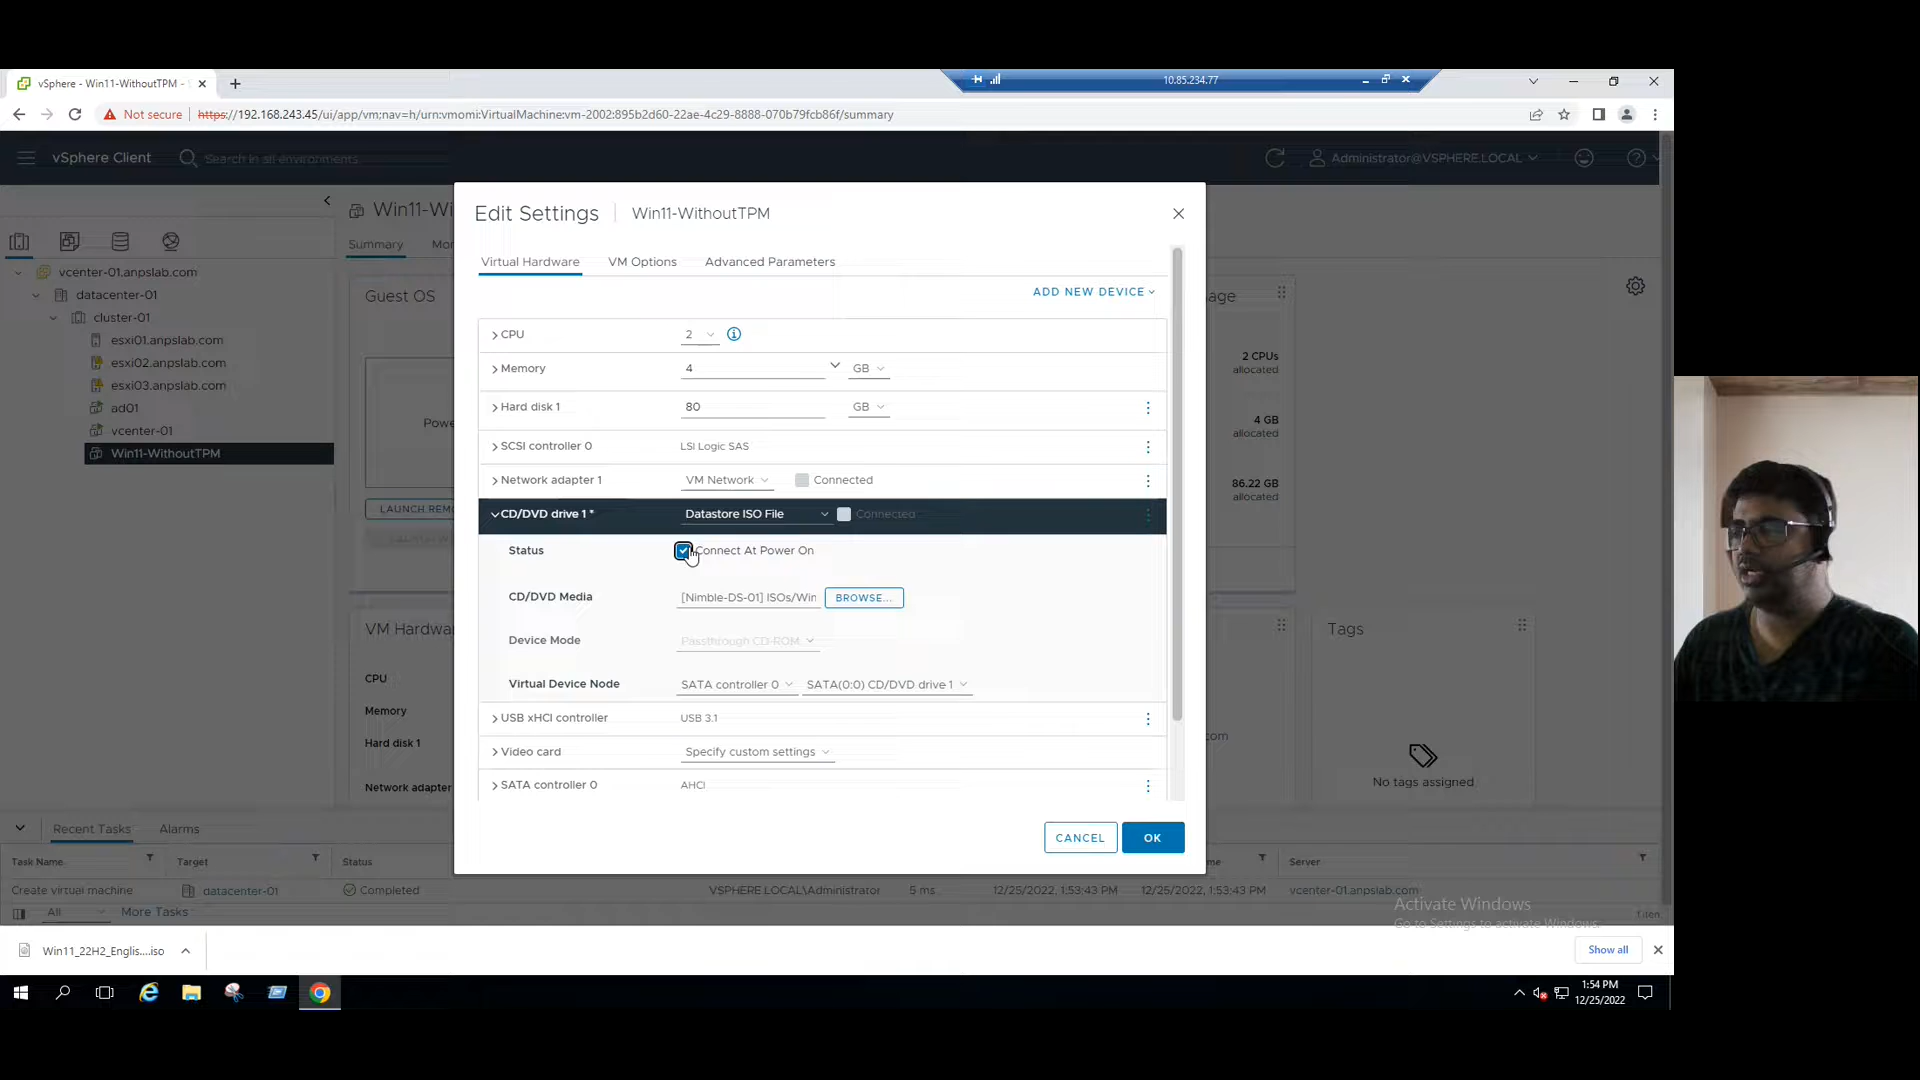 vSphere - Win11-WithoutTPM -
10.85.234.77
Not secure
https://192.168.243.45/ui/app/vm;nav=h/urn:vmomi:VirtualMachine:vm-2002:895b2d60-22ae-4c29-8888-070b79fcb86f/summary
vSphere Client
Search in all environments
Administrator@VSPHERE.LOCAL
Edit Settings
Win11-WithoutTPM
Win11-Wi
Summary
Mon
Virtual Hardware
VM Options
Advanced Parameters
ADD NEW DEVICE
vcenter-01.anpslab.com
datacenter-01
cluster-01
esxi01.anpslab.com
esxi02.anpslab.com
esxi03.anpslab.com
ad01
vcenter-01
Win11-WithoutTPM
Guest OS
Powe
LAUNCH REM
VM Hardwa
CPU
Memory
Hard disk 1
Network adapter
CPU 2
Memory 4 GB
Hard disk 1 80 GB
SCSI controller 0 LSI Logic SAS
Network adapter 1 VM Network Connected
CD/DVD drive 1 * Datastore ISO File Connected
Status Connect At Power On
CD/DVD Media [Nimble-DS-01] ISOs/Win BROWSE...
Device Mode Passthrough CD-ROM
Virtual Device Node SATA controller 0 SATA(0:0) CD/DVD drive 1
USB xHCI controller USB 3.1
Video card Specify custom settings
SATA controller 0 AHCI
CANCEL
OK
age
2 CPUs
allocated
4 GB
allocated
86.22 GB
allocated
Tags
com
No tags assigned
Recent Tasks
Alarms
Task Name
Target
Status
me
Server
Create virtual machine
datacenter-01
Completed
VSPHERE.LOCAL\Administrator
5 ms
12/25/2022, 1:53:43 PM
12/25/2022, 1:53:43 PM
vcenter-01.anpslab.com
All
More Tasks
Activate Windows
Go to Settings to activate Windows.
Win11_22H2_Englis....iso
Show all
1:54 PM
12/25/2022